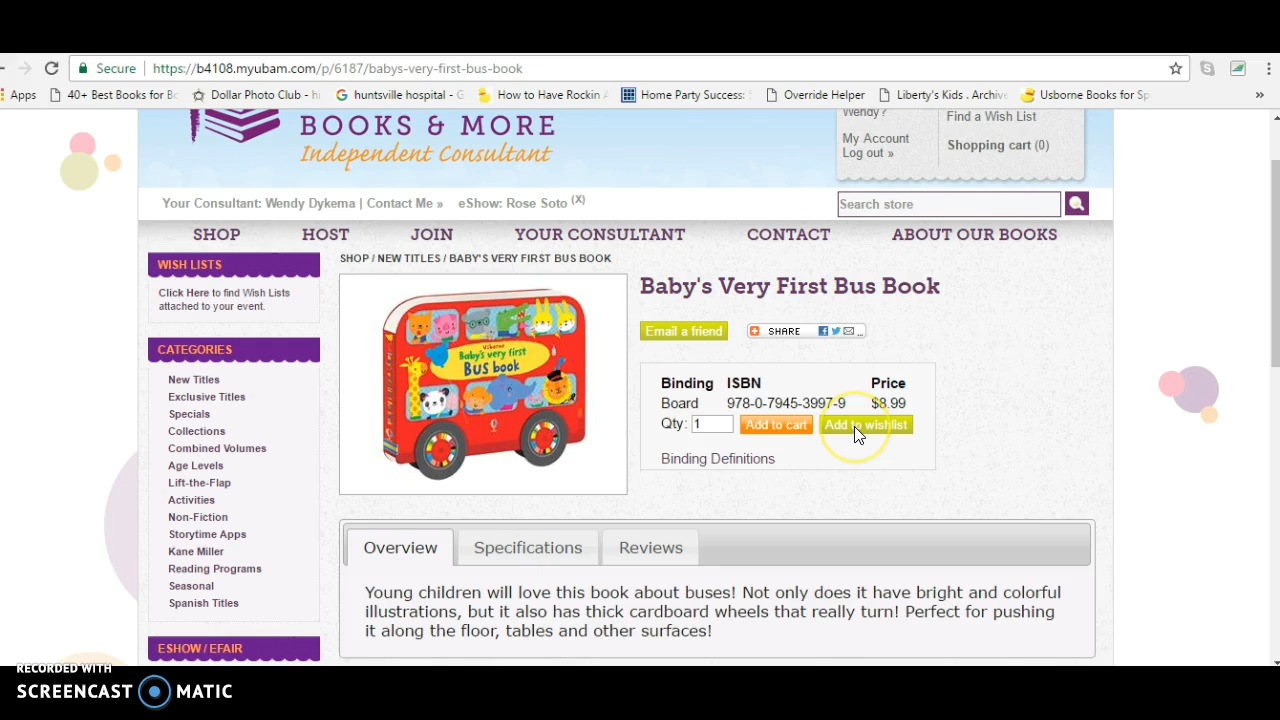 Secure | https://b4108.myubam.com/p/6187/babys-very-first-bus-book
Apps 40+ Best Books for Bo Dollar Photo Club - hi huntsville hospital - G How to Have Rockin Home Party Success: Override Helper Liberty's Kids . Archive Usborne Books for Sp »
BOOKS & MORE
Independent Consultant
Wendy?
My Account
Log out »
Find a Wish List
Shopping cart (0)
Your Consultant: Wendy Dykema | Contact Me » eShow: Rose Soto (X)
Search store
SHOP HOST JOIN YOUR CONSULTANT CONTACT ABOUT OUR BOOKS
WISH LISTS
Click Here to find Wish Lists
attached to your event.
CATEGORIES
New Titles
Exclusive Titles
Specials
Collections
Combined Volumes
Age Levels
Lift-the-Flap
Activities
Non-Fiction
Storytime Apps
Kane Miller
Reading Programs
Seasonal
Spanish Titles
ESHOW / EFAIR
SHOP / NEW TITLES / BABY'S VERY FIRST BUS BOOK
Usborne
Baby's very first
BUS book
Baby's Very First Bus Book
Email a friend
SHARE ...
Binding ISBN Price
Board 978-0-7945-3997-9 $8.99
Qty: 1 Add to cart Add to wishlist
Binding Definitions
Overview Specifications Reviews
Young children will love this book about buses! Not only does it have bright and colorful
illustrations, but it also has thick cardboard wheels that really turn! Perfect for pushing
it along the floor, tables and other surfaces!
RECORDED WITH
SCREENCAST MATIC